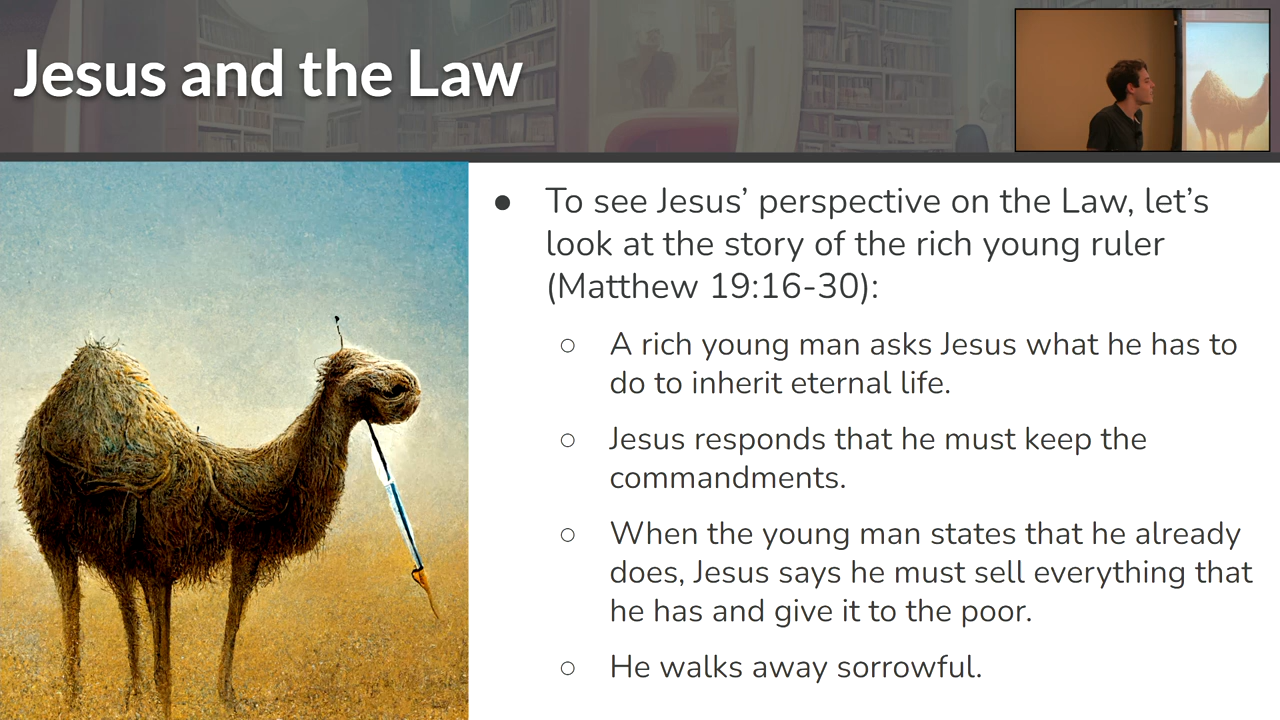 Jesus and the Law
● To see Jesus’ perspective on the Law, let’s
look at the story of the rich young ruler
(Matthew 19:16-30):
○ A rich young man asks Jesus what he has to
do to inherit eternal life.
○ Jesus responds that he must keep the
commandments.
○ When the young man states that he already
does, Jesus says he must sell everything that
he has and give it to the poor.
○ He walks away sorrowful.